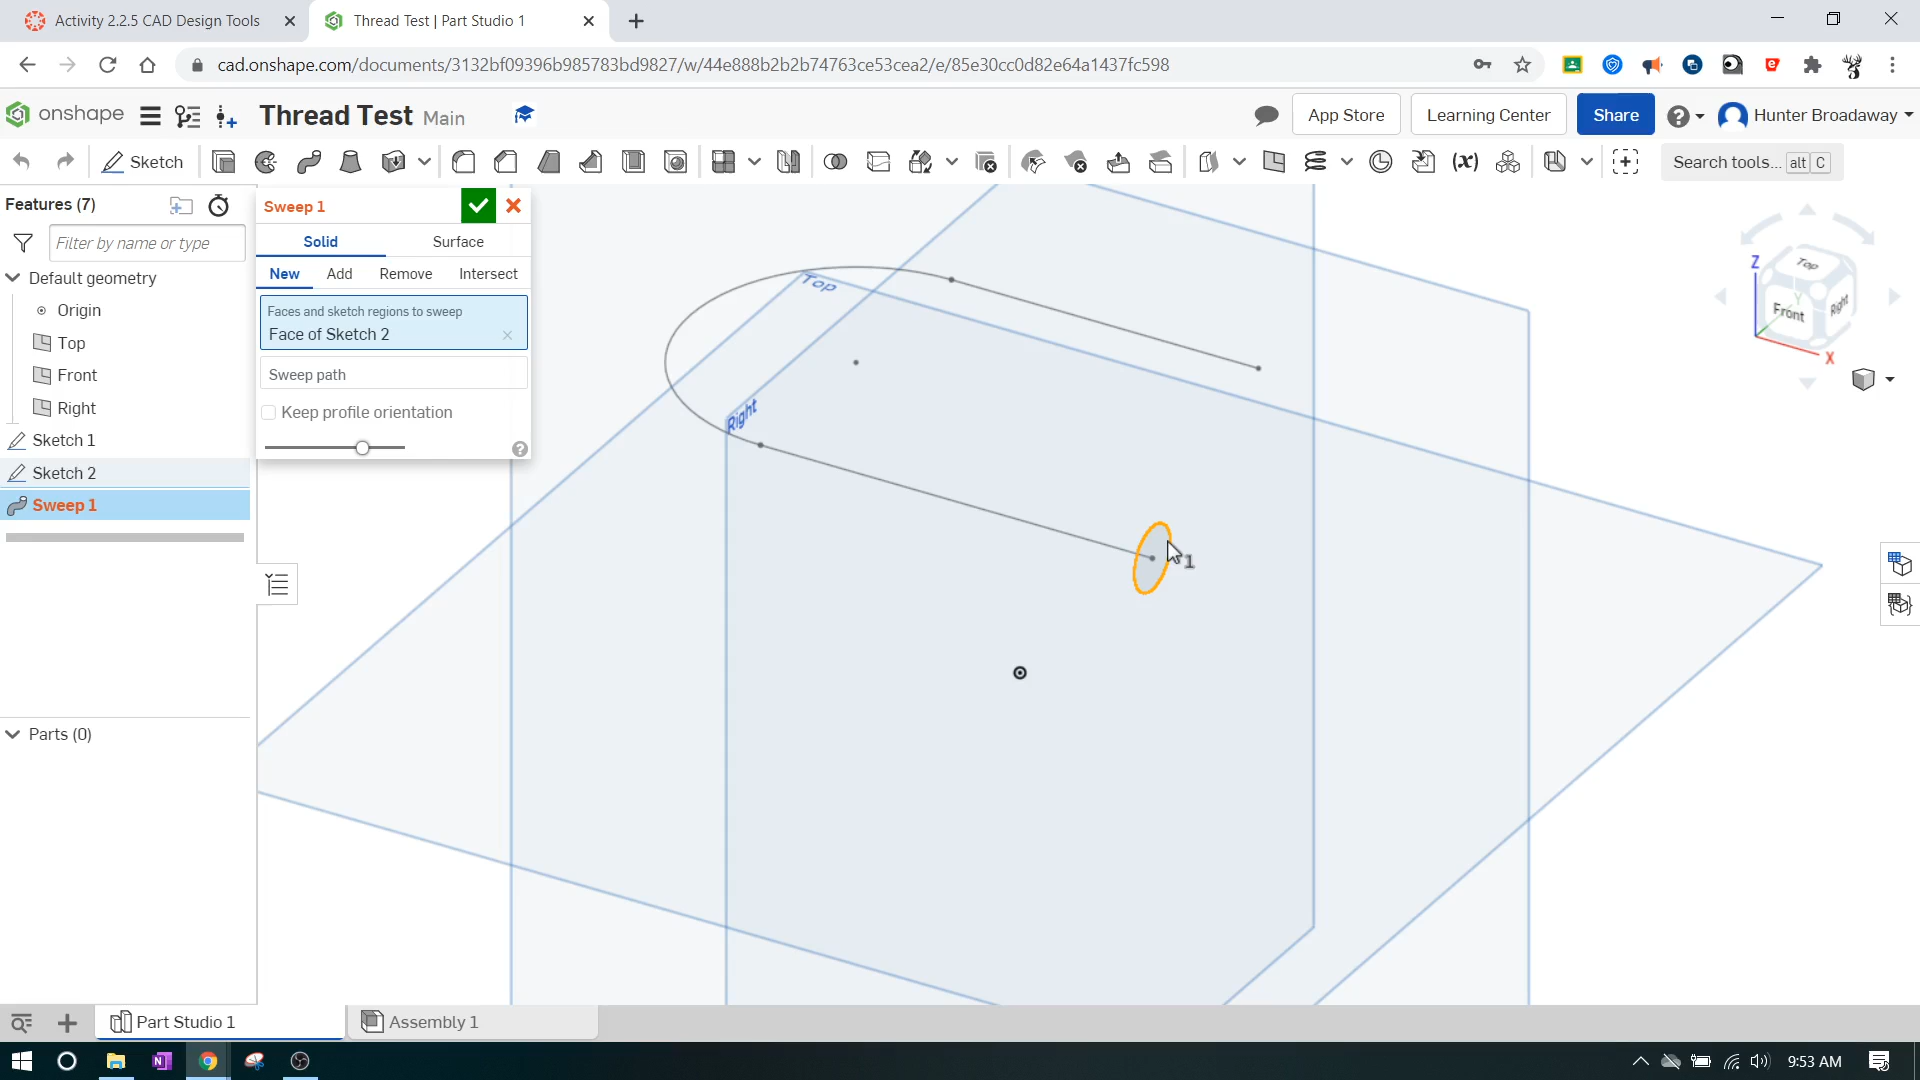 Activity 2.2.5 CAD Design Tools
Thread Test | Part Studio 1
cad.onshape.com/documents/3132bf09396b985783bd9827/w/44e888b2b2b74763ce53cea2/e/85e30cc0d82e64a1437fc598
onshape
Thread Test Main
App Store
Learning Center
Share
Hunter Broadaway
Sketch
(x)
Search tools... alt C
Features (7)
Filter by name or type
Default geometry
Origin
Top
Front
Right
Sketch 1
Sketch 2
Sweep 1
Parts (0)
Sweep 1
Solid
Surface
New
Add
Remove
Intersect
Faces and sketch regions to sweep
Face of Sketch 2
Sweep path
Keep profile orientation
Top
Right
1
Z
Top
Y
Front
Right
X
Part Studio 1
Assembly 1
9:53 AM